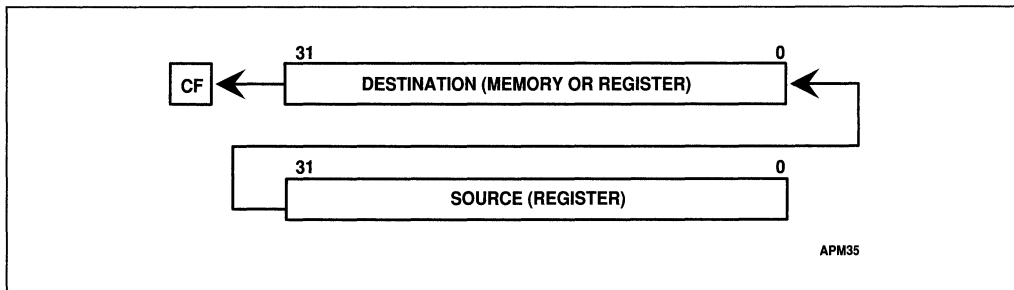 31 0
CF DESTINATION (MEMORY OR REGISTER)
31 0
SOURCE (REGISTER)
APM35